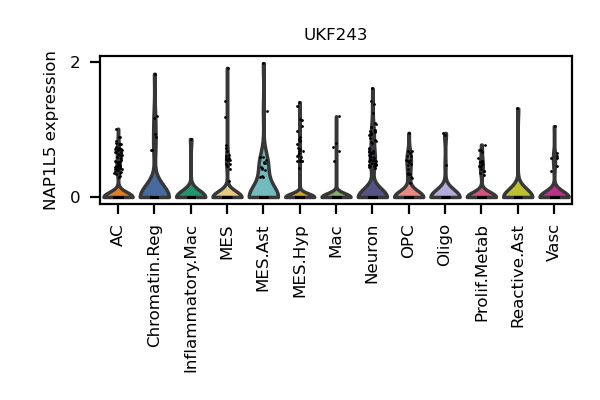 UKF243
NAP1L5 expression
2
0
AC
Chromatin.Reg
Inflammatory.Mac
MES
MES.Ast
MES.Hyp
Mac
Neuron
OPC
Oligo
Prolif.Metab
Reactive.Ast
Vasc